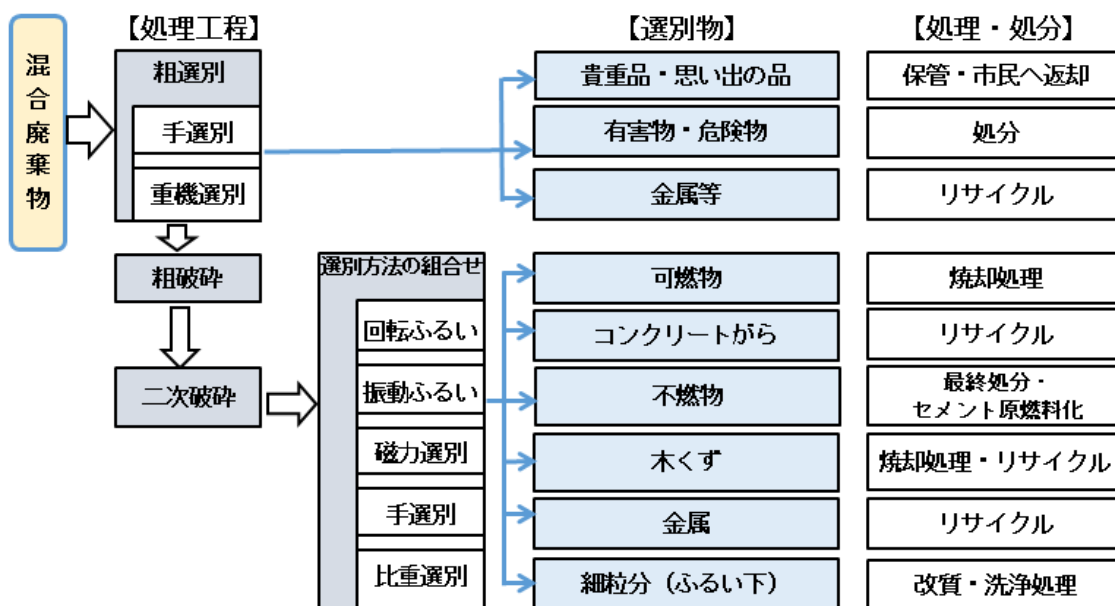 混合廃棄物
【処理工程】
粗選別
手選別
重機選別
粗破砕
二次破砕
選別方法の組合せ
回転ふるい
振動ふるい
磁力選別
手選別
比重選別
【選別物】
貴重品・思い出の品
有害物・危険物
金属等
可燃物
コンクリートがら
不燃物
木くず
金属
細粒分(ふるい下)
【処理・処分】
保管・市民へ返却
処分
リサイクル
焼却処理
リサイクル
最終処分・
セメント原燃料化
焼却処理・リサイクル
リサイクル
改質・洗浄処理